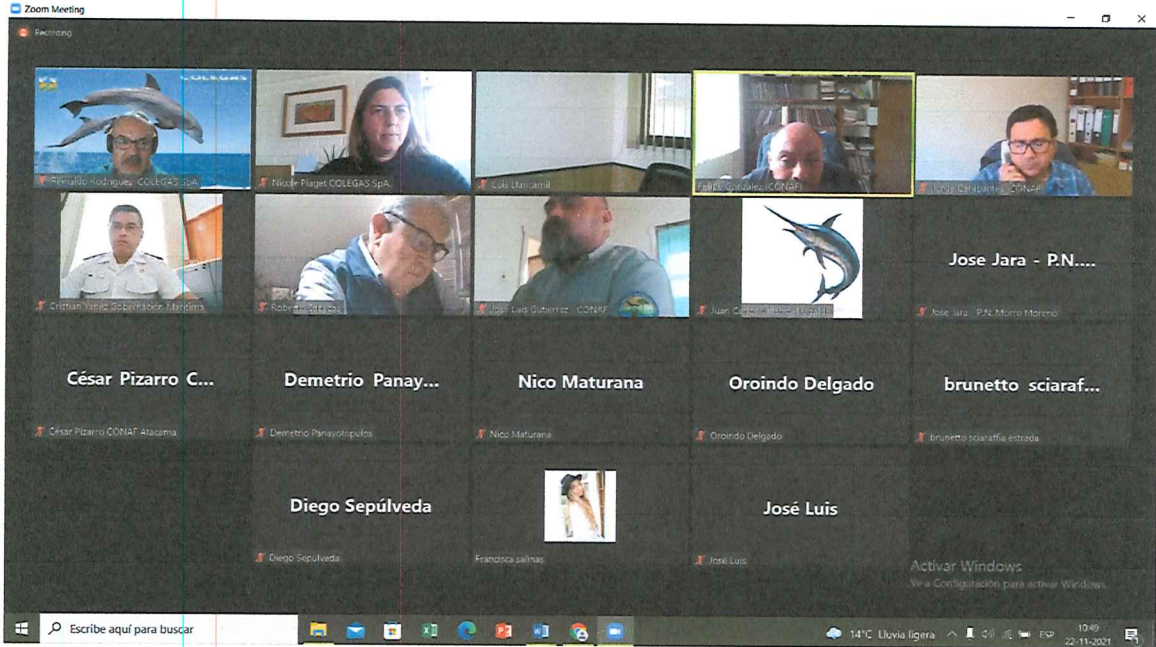 Zoom Meeting
Recording
COLEGAS
Reinaldo Rodriguez COLEGAS SpA
Nicole Piaget COLEGAS SpA.
Luis Llancamil
Felipe Gonzalez (CONAF)
Jorge Carabantes (CONAF)
Cristian Yañez Gobernación Marítima
Roberto
José Luis Gutierrez - CONAF
Juan
Jose Jara - P.N....
Jose Jara - P.N. Morro Moreno
César Pizarro C...
César Pizarro CONAF Atacama
Demetrio Panay...
Demetrio Panayotopulos
Nico Maturana
Nico Maturana
Oroindo Delgado
Oroindo Delgado
brunetto sciaraf...
brunetto sciaraffia estrada
Diego Sepúlveda
Diego Sepúlveda
Francisca salinas
José Luis
José Luis
Activar Windows
Ve a Configuración para activar Windows.
Escribe aquí para buscar
14°C Lluvia ligera
ESP
10:49
22-11-2021